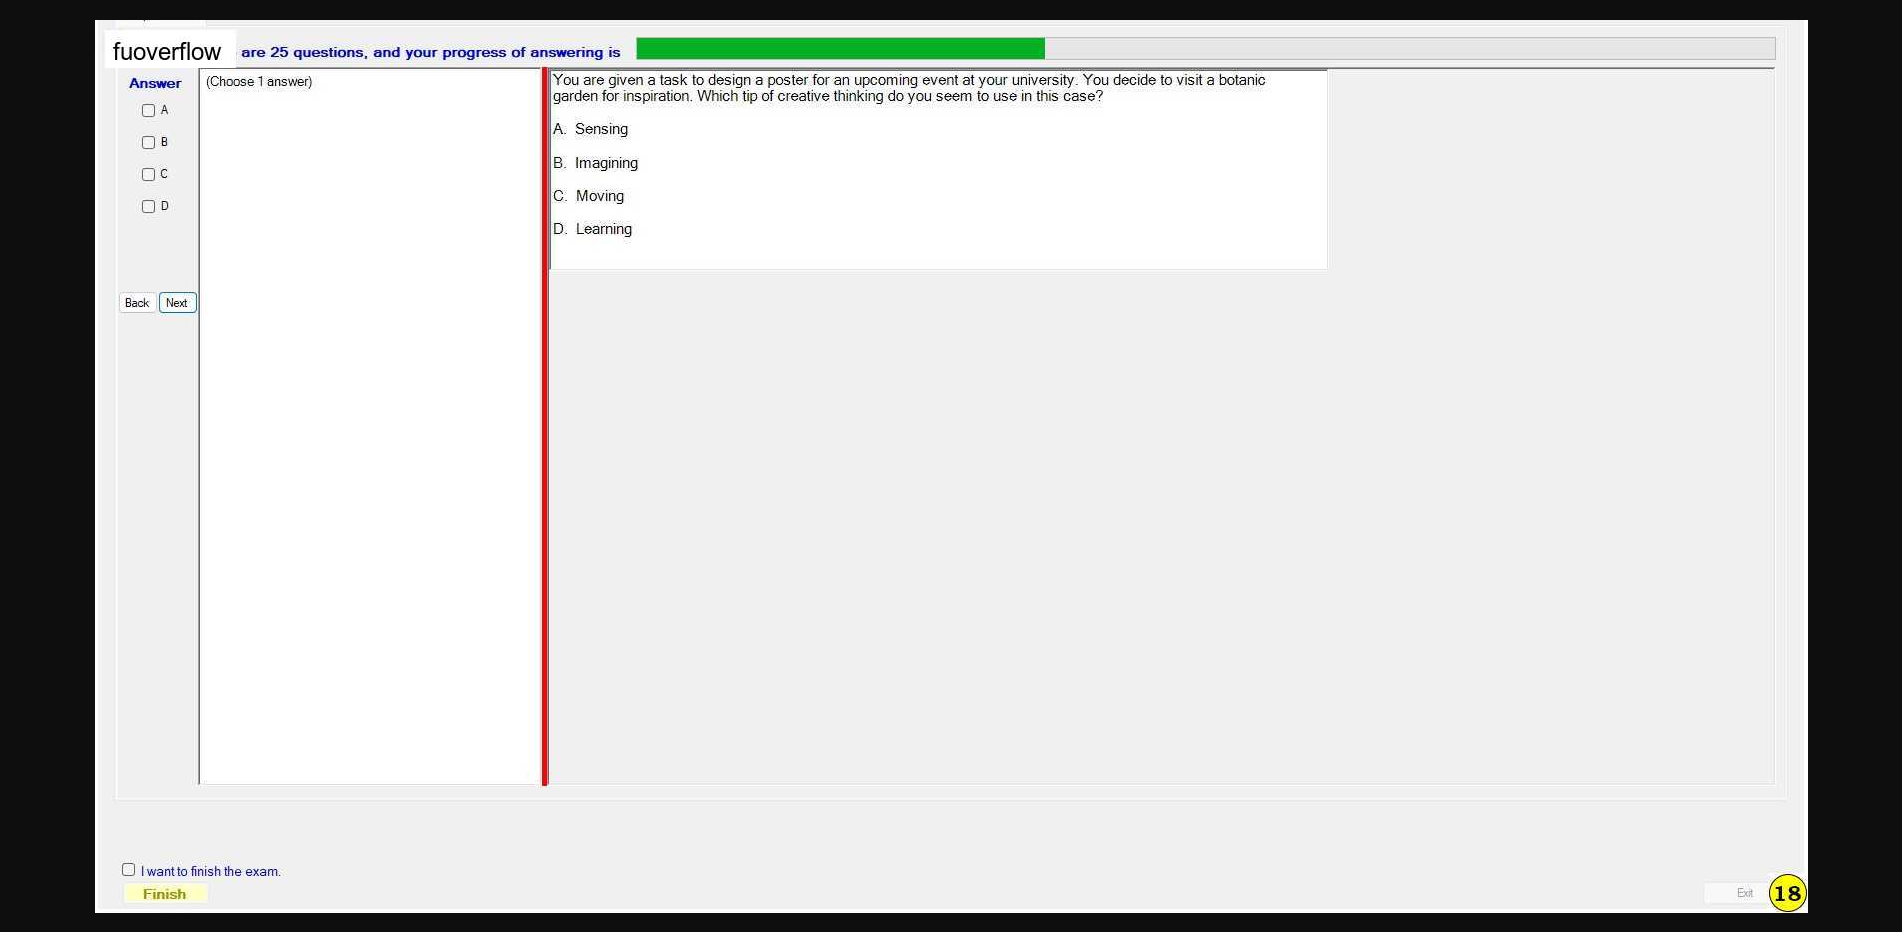 fuoverflow are 25 questions, and your progress of answering is
Answer
(Choose 1 answer)
A
B
C
D
Back Next
You are given a task to design a poster for an upcoming event at your university. You decide to visit a botanic
garden for inspiration. Which tip of creative thinking do you seem to use in this case?
A. Sensing
B. Imagining
C. Moving
D. Learning
I want to finish the exam.
Finish
Exit
18